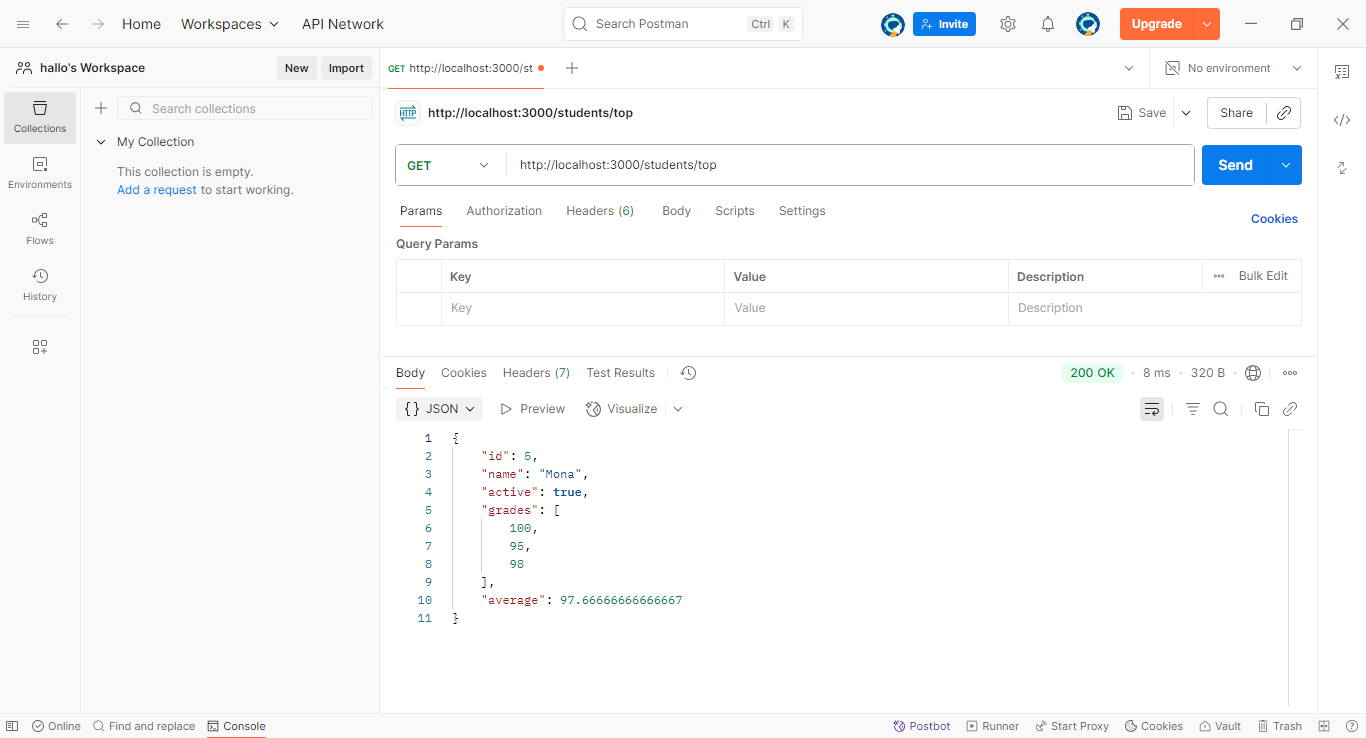 Home Workspaces API Network Search Postman Ctrl K Invite Upgrade
hallo's Workspace New Import GET http://localhost:3000/st No environment
Collections
Environments
Flows
History
Search collections
My Collection
This collection is empty.
Add a request to start working.
HTTP http://localhost:3000/students/top Save Share
GET http://localhost:3000/students/top Send
Params Authorization Headers (6) Body Scripts Settings Cookies
Query Params
Key Value Description Bulk Edit
Key Value Description
Body Cookies Headers (7) Test Results 200 OK 8 ms 320 B
{} JSON Preview Visualize
1 {
2 "id": 5,
3 "name": "Mona",
4 "active": true,
5 "grades": [
6 100,
7 95,
8 98
9 ],
10 "average": 97.66666666666667
11 }
Online Find and replace Console Postbot Runner Start Proxy Cookies Vault Trash